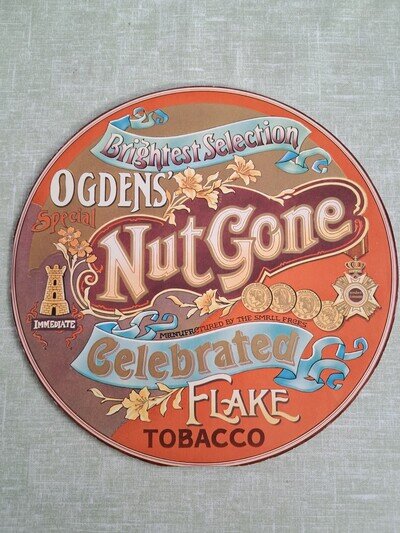 Brightest Selection
OGDENS'
Special
Nut Gone
IMMEDIATE
MANUFACTURED BY THE SMALL FACES
Celebrated
FLAKE
TOBACCO